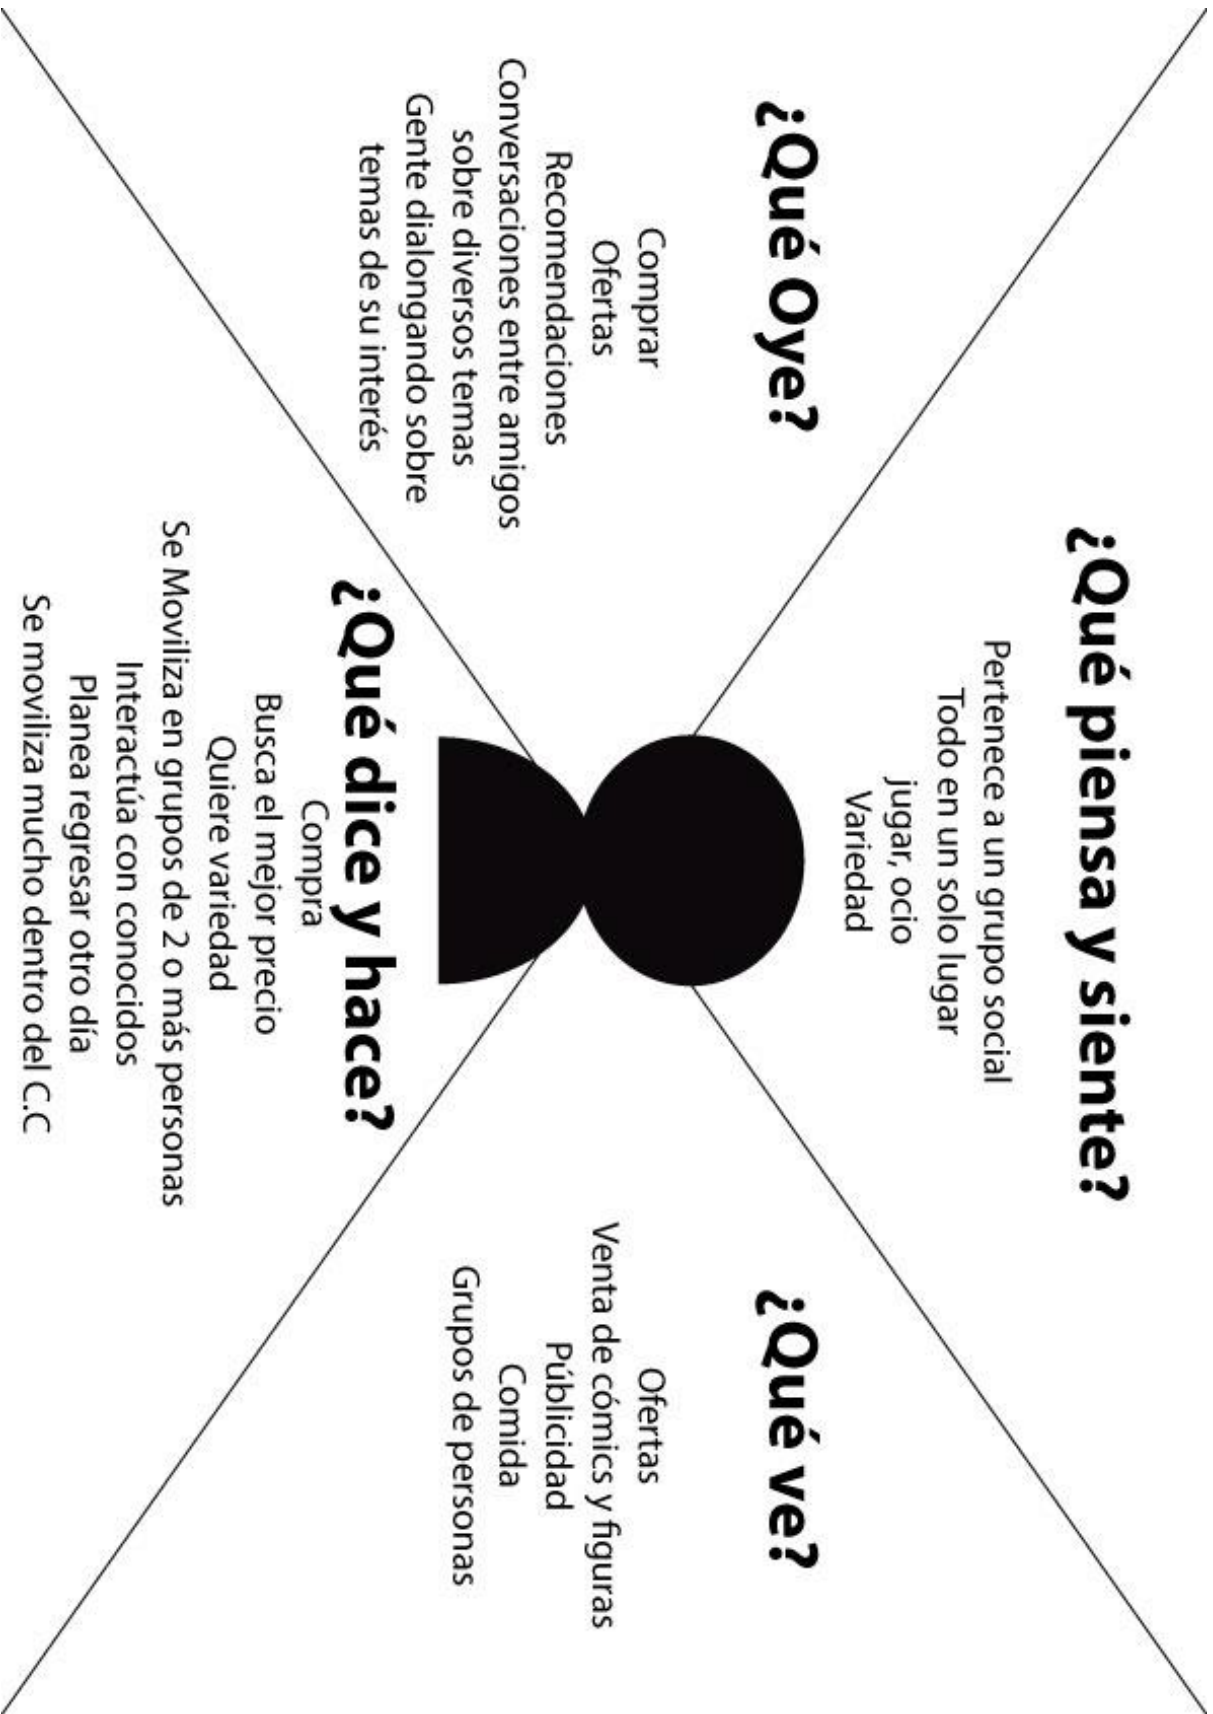 ¿Qué piensa y siente?
Pertenece a un grupo social
Todo en un solo lugar
jugar, ocio
Variedad
¿Qué Oye?
Comprar
Ofertas
Recomendaciones
Conversaciones entre amigos
sobre diversos temas
Gente dialongando sobre
temas de su interés
¿Qué ve?
Ofertas
Venta de cómics y figuras
Públicidad
Comida
Grupos de personas
¿Qué dice y hace?
Compra
Busca el mejor precio
Quiere variedad
Se Moviliza en grupos de 2 o más personas
Interactúa con conocidos
Planea regresar otro día
Se moviliza mucho dentro del C.C